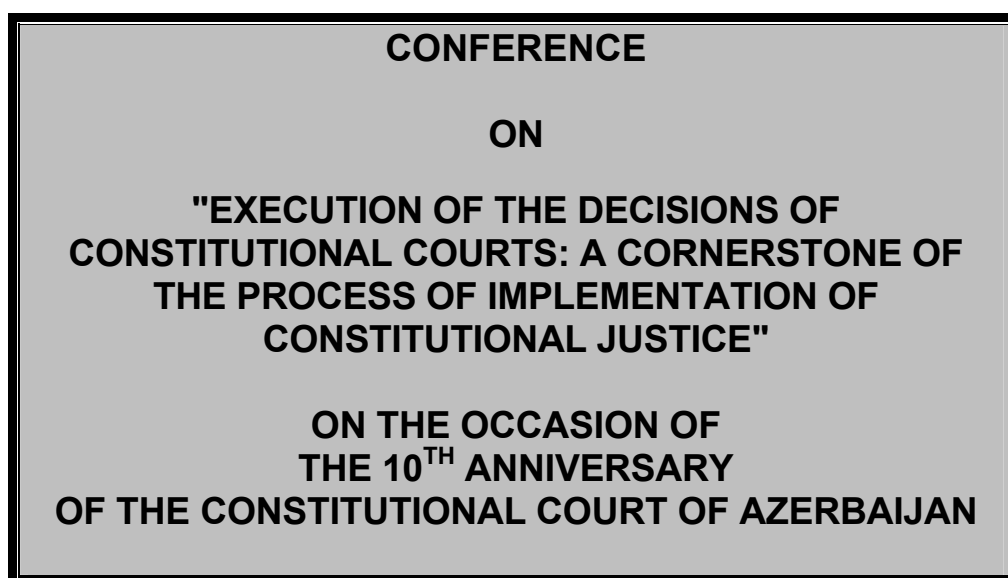 CONFERENCE
ON
"EXECUTION OF THE DECISIONS OF
CONSTITUTIONAL COURTS: A CORNERSTONE OF
THE PROCESS OF IMPLEMENTATION OF
CONSTITUTIONAL JUSTICE"
ON THE OCCASION OF
THE 10TH ANNIVERSARY
OF THE CONSTITUTIONAL COURT OF AZERBAIJAN